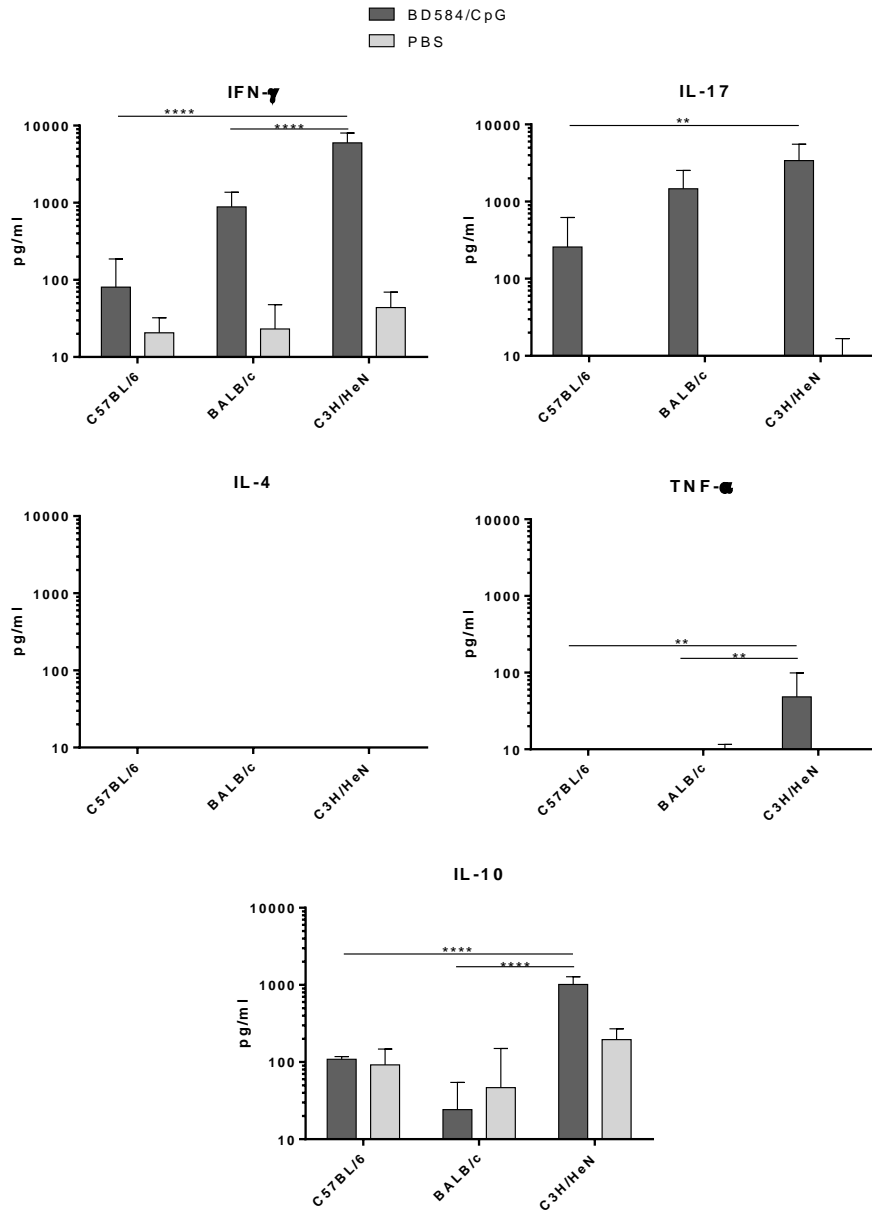 BD584/CpG
PBS
IFN-γ
****
****
10000
1000
100
10
pg/ml
C57BL/6
BALB/c
C3H/HeN
IL-17
**
10000
1000
100
10
pg/ml
C57BL/6
BALB/c
C3H/HeN
IL-4
10000
1000
100
10
pg/ml
C57BL/6
BALB/c
C3H/HeN
TNF-α
**
**
10000
1000
100
10
pg/ml
C57BL/6
BALB/c
C3H/HeN
IL-10
****
****
10000
1000
100
10
pg/ml
C57BL/6
BALB/c
C3H/HeN